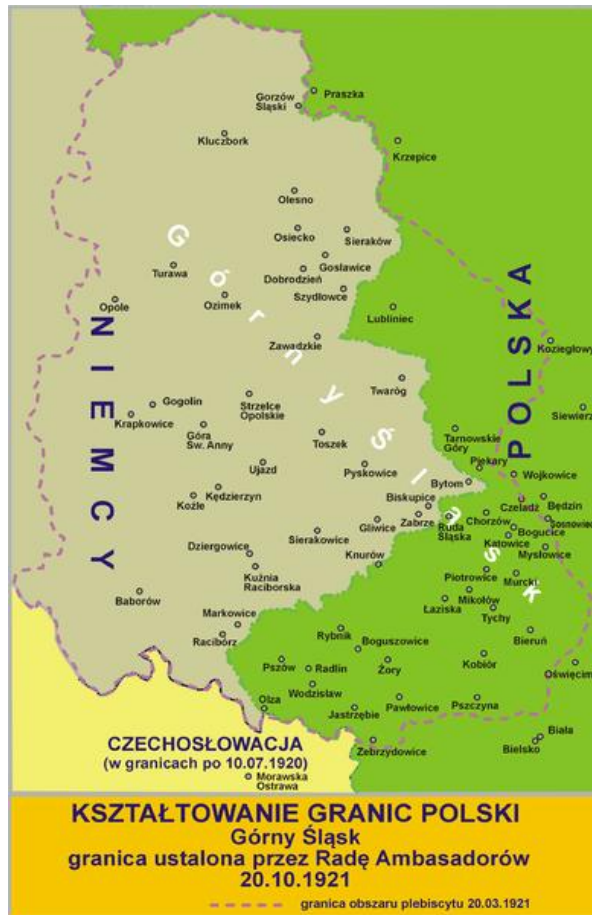 Praszka
Gorzów
Śląski
Kluczbork
Krzepice
Olesno
Osiecko
Sieraków
Gosławice
Turawa
Dobrodzień
Szydłowce
Opole
Ozimek
Lubliniec
Zawadzkie
Koziegłowy
Twaróg
Siewierz
Gogolin
Strzelce
Opolskie
Krapkowice
Góra
Św. Anny
Toszek
Tarnowskie
Góry
Piekary
Ujazd
Pyskowice
Wojkowice
Bytom
Kędzierzyn
Koźle
Biskupice
Czeladź
Będzin
Gliwice
Zabrze
Ruda
Śląska
Chorzów
Sosnowiec
Bogucice
Katowice
Sierakowice
Mysłowice
Dziergowice
Knurów
Kuźnia
Raciborska
Piotrowice
Murcki
Mikołów
Baborów
Łaziska
Tychy
Markowice
Racibórz
Rybnik
Boguszowice
Bieruń
Pszów
Radlin
Żory
Kobiór
Oświęcim
Wodzisław
Olza
Jastrzębie
Pawłowice
Pszczyna
Zebrzydowice
Biała
Bielsko
Morawska
Ostrawa
Górny Śląsk
NIEMCY
POLSKA
CZECHOSŁOWACJA
(w granicach po 10.07.1920)
KSZTAŁTOWANIE GRANIC POLSKI
Górny Śląsk
granica ustalona przez Radę Ambasadorów
20.10.1921
granica obszaru plebiscytu 20.03.1921